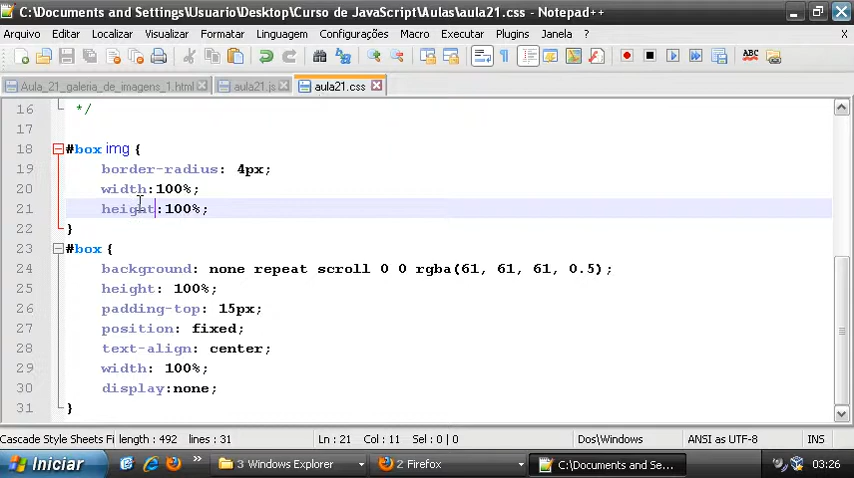 C:\Documents and Settings\Usuario\Desktop\Curso de JavaScript\Aulas\aula21.css - Notepad++
Arquivo Editar Localizar Visualizar Formatar Linguagem Configurações Macro Executar Plugins Janela ? X
Aula_21_galeria_de_imagens_1.html aula21.js aula21.css
16 */
17
18 #box img {
19 border-radius: 4px;
20 width:100%;
21 height:100%;
22 }
23 #box {
24 background: none repeat scroll 0 0 rgba(61, 61, 61, 0.5);
25 height: 100%;
26 padding-top: 15px;
27 position: fixed;
28 text-align: center;
29 width: 100%;
30 display:none;
31 }
Cascade Style Sheets Fi length : 492 lines : 31 Ln : 21 Col : 11 Sel : 0 | 0 Dos\Windows ANSI as UTF-8 INS
Iniciar » 3 Windows Explorer 2 Firefox C:\Documents and Se... 03:26